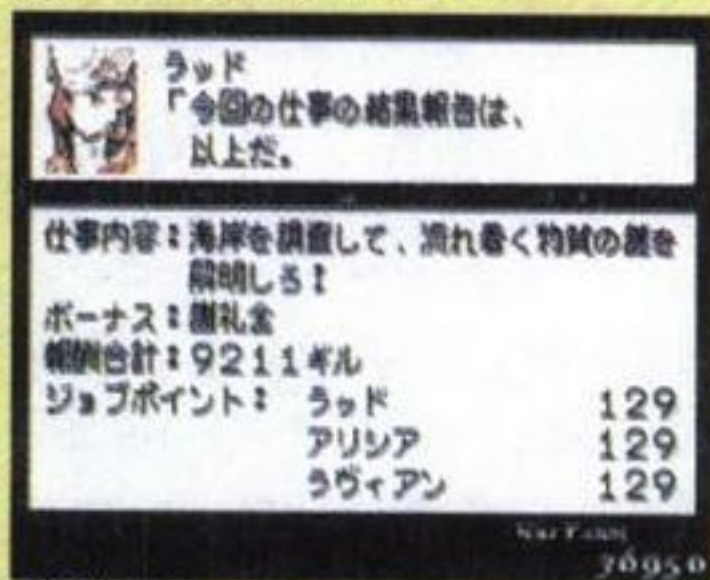 ラッド
「今回の仕事の結果報告は、
以上だ。
仕事内容：海岸を調査して、流れ着く物質の謎を
解明しろ！
ボーナス：謝礼金
報酬合計：9211ギル
ジョブポイント： ラッド 129
アリシア 129
ラヴィアン 129
War Funds
36950